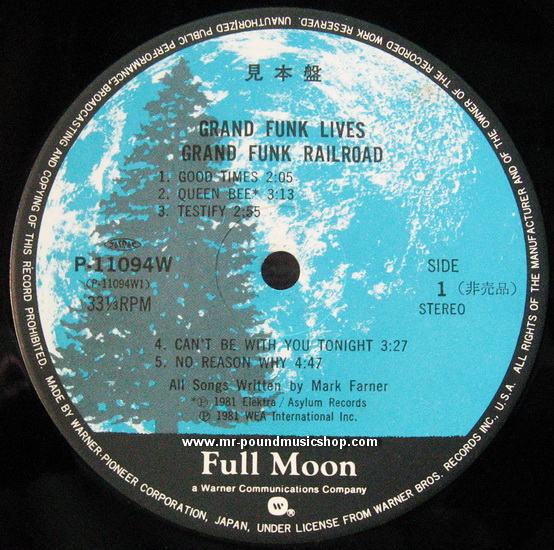 見本盤
GRAND FUNK LIVES
GRAND FUNK RAILROAD
1. GOOD TIMES 2:05
2. QUEEN BEE* 3:13
3. TESTIFY 2:55
P-11094W
(P-11094W1)
33⅓RPM
SIDE
1 (非売品)
STEREO
4. CAN'T BE WITH YOU TONIGHT 3:27
5. NO REASON WHY 4:47
All Songs Written by Mark Farner
*Ⓟ 1981 Elektra/Asylum Records
Ⓟ 1981 WEA International Inc.
www.mr-poundmusicshop.com
Full Moon
a Warner Communications Company
W ®
MADE BY WARNER-PIONEER CORPORATION, JAPAN, UNDER LICENSE FROM WARNER BROS. RECORDS INC., U.S.A. ALL RIGHTS OF THE MANUFACTURER AND OF THE OWNER OF THE RECORDED WORK RESERVED. UNAUTHORIZED PUBLIC PERFORMANCE, BROADCASTING AND COPYING OF THIS RECORD PROHIBITED.